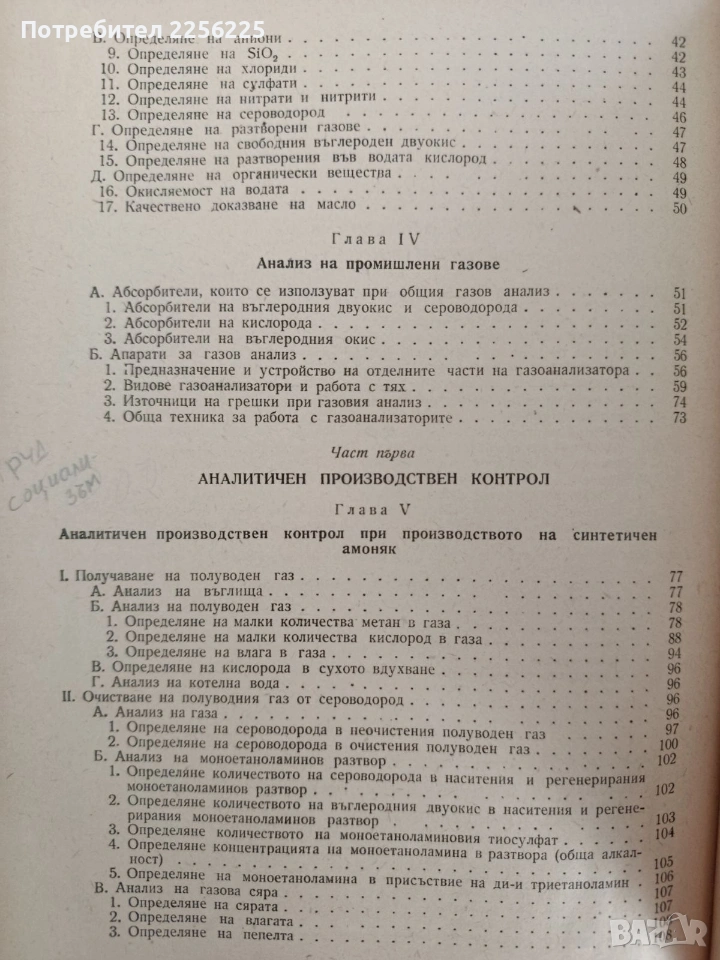 Потребител 2256225
В. Определяне на аниони 42
9. Определяне на SiO₂ 42
10. Определяне на хлориди 43
11. Определяне на сулфати 44
12. Определяне на нитрати и нитрити 44
13. Определяне на сероводород 46
Г. Определяне на разтворени газове 47
14. Определяне на свободния въглероден двуокис 47
15. Определяне на разтворения във водата кислород 48
Д. Определяне на органически вещества 49
16. Окисляемост на водата 49
17. Качествено доказване на масло 50
Глава IV
Анализ на промишлени газове
А. Абсорбители, които се използуват при общия газов анализ 51
1. Абсорбители на въглеродния двуокис и сероводорода 51
2. Абсорбители на кислорода 52
3. Абсорбители на въглеродния окис 54
Б. Апарати за газов анализ 56
1. Предназначение и устройство на отделните части на газоанализатора 56
2. Видове газоанализатори и работа с тях 59
3. Източници на грешки при газовия анализ 74
4. Обща техника за работа с газоанализаторите 73
Част първа
АНАЛИТИЧЕН ПРОИЗВОДСТВЕН КОНТРОЛ
ТРУД
социали-
зъм
Глава V
Аналитичен производствен контрол при производството на синтетичен
амоняк
I. Получаване на полуводен газ 77
А. Анализ на въглища 77
Б. Анализ на полуводен газ 78
1. Определяне на малки количества метан в газа 78
2. Определяне на малки количества кислород в газа 88
3. Определяне на влага в газа 94
В. Определяне на кислорода в сухото вдухване 96
Г. Анализ на котелна вода 96
II. Очистване на полуводния газ от сероводород 96
А. Анализ на газа 96
1. Определяне на сероводорода в неочистения полуводен газ 97
2. Определяне на сероводорода в очистения полуводен газ 100
Б. Анализ на моноетаноламинов разтвор 102
1. Определяне количеството на сероводорода в наситения и регенерирания
моноетаноламинов разтвор 102
2. Определяне количеството на въглеродния двуокис в наситения и регене-
рирания моноетаноламинов разтвор 103
3. Определяне количеството на моноетаноламиновия тиосулфат 104
4. Определяне концентрацията на моноетаноламина в разтвора (обща алкал-
ност) 105
5. Определяне на моноетаноламина в присъствие на ди-и триетаноламин 106
В. Анализ на газова сяра 107
1. Определяне на сярата 107
2. Определяне на влагата
3. Определяне на пепелта 108
BAZAR